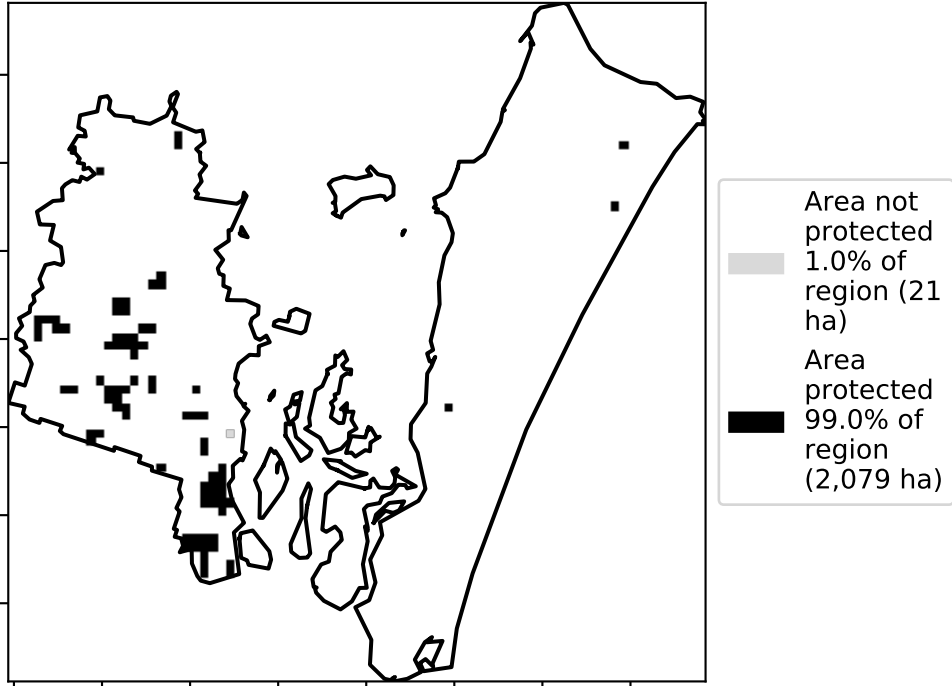 Area not
protected
1.0% of
region (21
ha)
Area
protected
99.0% of
region
(2,079 ha)